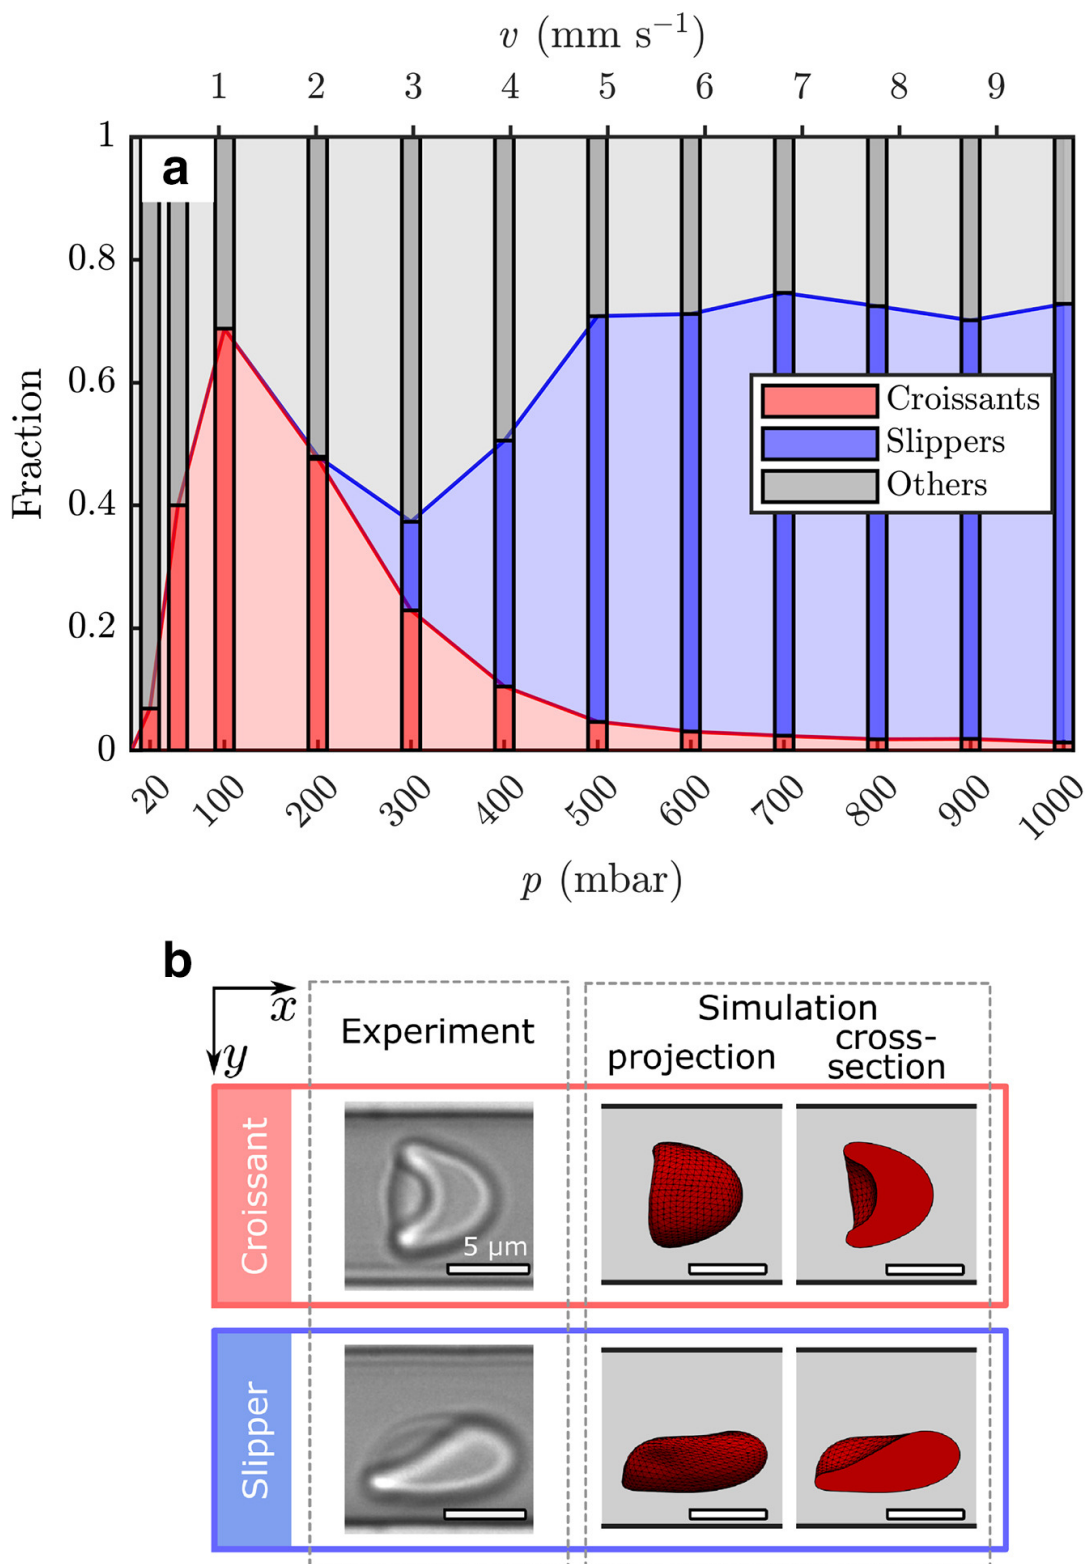 v (mm s⁻¹)
1 2 3 4 5 6 7 8 9
a
1
0.8
0.6
0.4
0.2
0
Fraction
Croissants
Slippers
Others
20 100 200 300 400 500 600 700 800 900 1000
p (mbar)
b
x
y
Experiment
Simulation
projection
cross-
section
Croissant
5 µm
Slipper